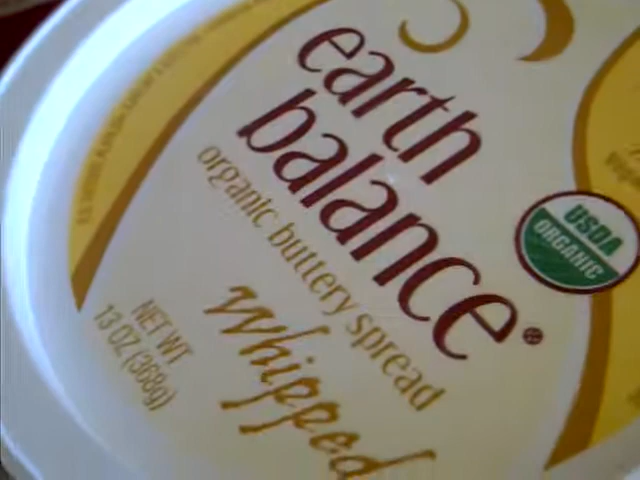 earth
balance®
organic buttery spread
Whipped
NET WT
13 OZ (368g)
USDA
ORGANIC